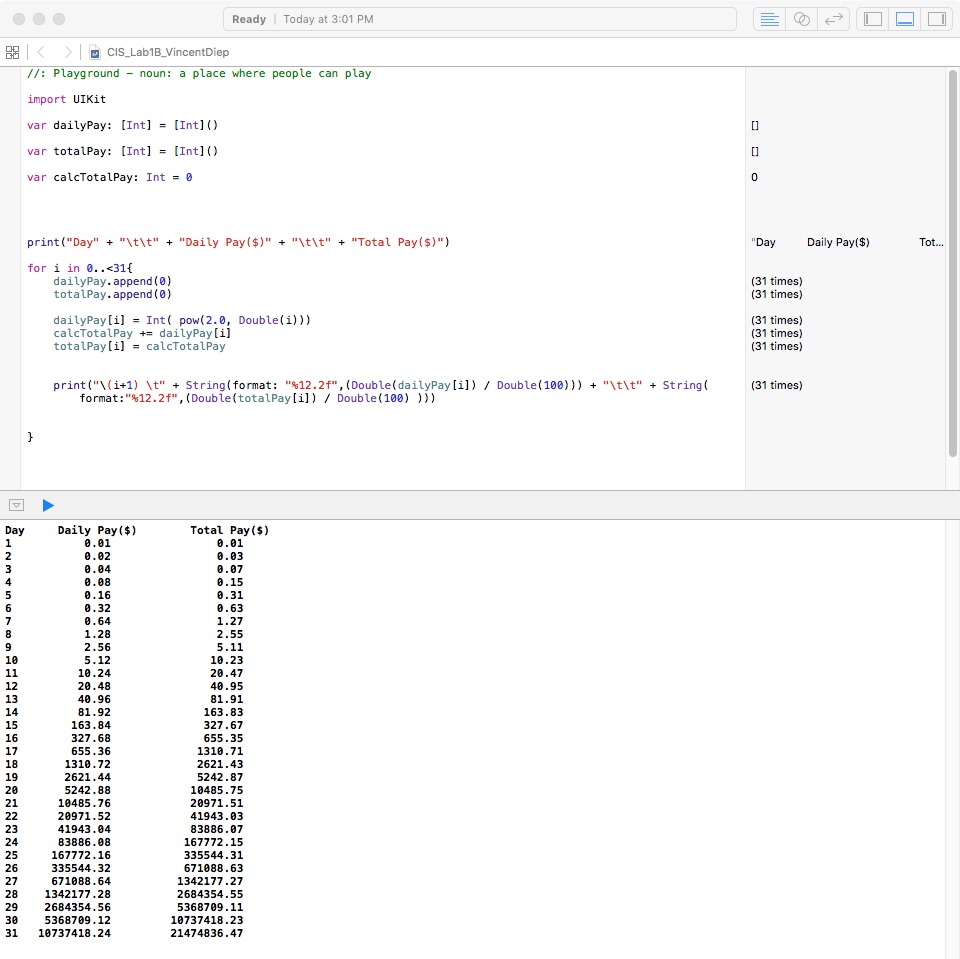 Ready | Today at 3:01 PM
CIS_Lab1B_VincentDiep
//: Playground - noun: a place where people can play
import UIKit
var dailyPay: [Int] = [Int]()
[]
var totalPay: [Int] = [Int]()
[]
var calcTotalPay: Int = 0
0
print("Day" + "\t\t" + "Daily Pay($)" + "\t\t" + "Total Pay($)")
"Day Daily Pay($) Tot...
for i in 0..<31{
dailyPay.append(0)
(31 times)
totalPay.append(0)
(31 times)
dailyPay[i] = Int( pow(2.0, Double(i)))
(31 times)
calcTotalPay += dailyPay[i]
(31 times)
totalPay[i] = calcTotalPay
(31 times)
print("\(i+1) \t" + String(format: "%12.2f",(Double(dailyPay[i]) / Double(100))) + "\t\t" + String(
(31 times)
format:"%12.2f",(Double(totalPay[i]) / Double(100) )))
}
Day Daily Pay($) Total Pay($)
1 0.01 0.01
2 0.02 0.03
3 0.04 0.07
4 0.08 0.15
5 0.16 0.31
6 0.32 0.63
7 0.64 1.27
8 1.28 2.55
9 2.56 5.11
10 5.12 10.23
11 10.24 20.47
12 20.48 40.95
13 40.96 81.91
14 81.92 163.83
15 163.84 327.67
16 327.68 655.35
17 655.36 1310.71
18 1310.72 2621.43
19 2621.44 5242.87
20 5242.88 10485.75
21 10485.76 20971.51
22 20971.52 41943.03
23 41943.04 83886.07
24 83886.08 167772.15
25 167772.16 335544.31
26 335544.32 671088.63
27 671088.64 1342177.27
28 1342177.28 2684354.55
29 2684354.56 5368709.11
30 5368709.12 10737418.23
31 10737418.24 21474836.47